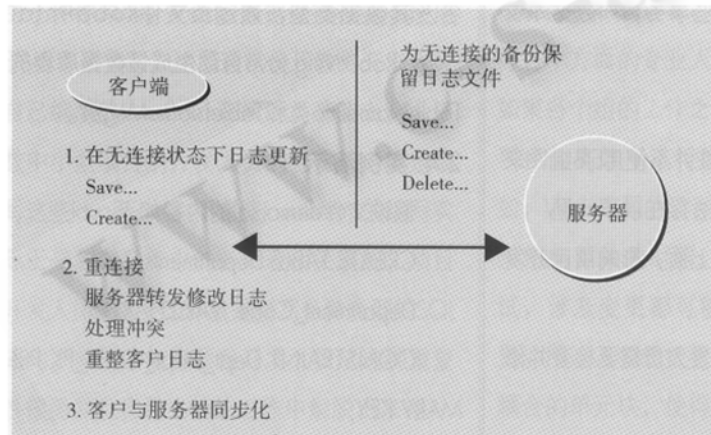 客户端
1. 在无连接状态下日志更新
Save...
Create...
2. 重连接
服务器转发修改日志
处理冲突
重整客户日志
3. 客户与服务器同步化
为无连接的备份保
留日志文件
Save...
Create...
Delete...
服务器